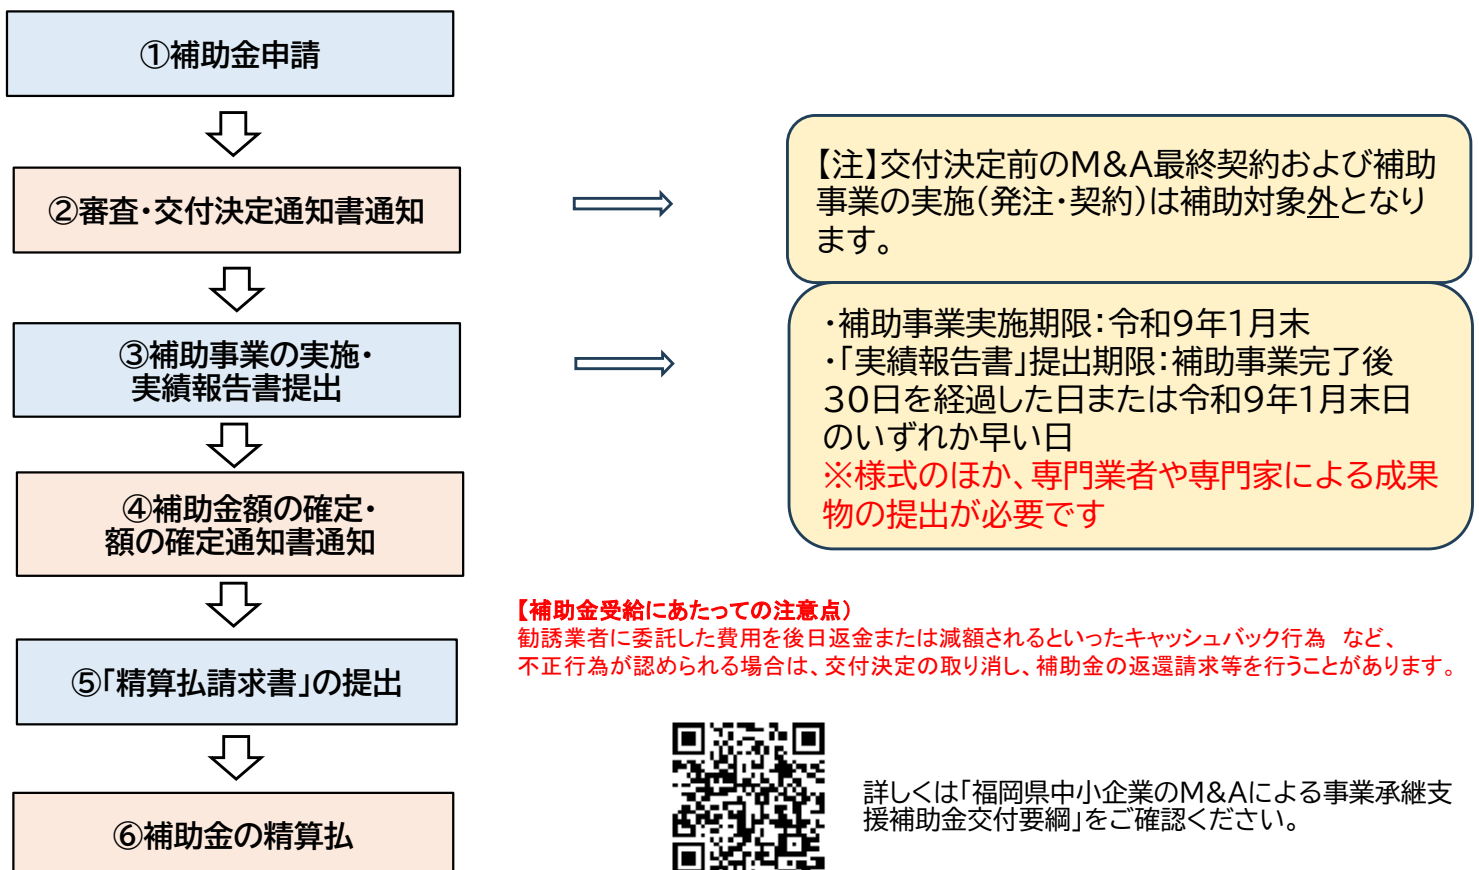 ①補助金申請
②審査・交付決定通知書通知
【注】交付決定前のM&A最終契約および補助
事業の実施(発注・契約)は補助対象外となり
ます。
③補助事業の実施・
実績報告書提出
・補助事業実施期限：令和9年1月末
・「実績報告書」提出期限：補助事業完了後
30日を経過した日または令和9年1月末日
のいずれか早い日
※様式のほか、専門業者や専門家による成果
物の提出が必要です
④補助金額の確定・
額の確定通知書通知
【補助金受給にあたっての注意点）
勧誘業者に委託した費用を後日返金または減額されるといったキャッシュバック行為　など、
不正行為が認められる場合は、交付決定の取り消し、補助金の返還請求等を行うことがあります。
⑤「精算払請求書」の提出
⑥補助金の精算払
詳しくは「福岡県中小企業のM&Aによる事業承継支
援補助金交付要綱」をご確認ください。